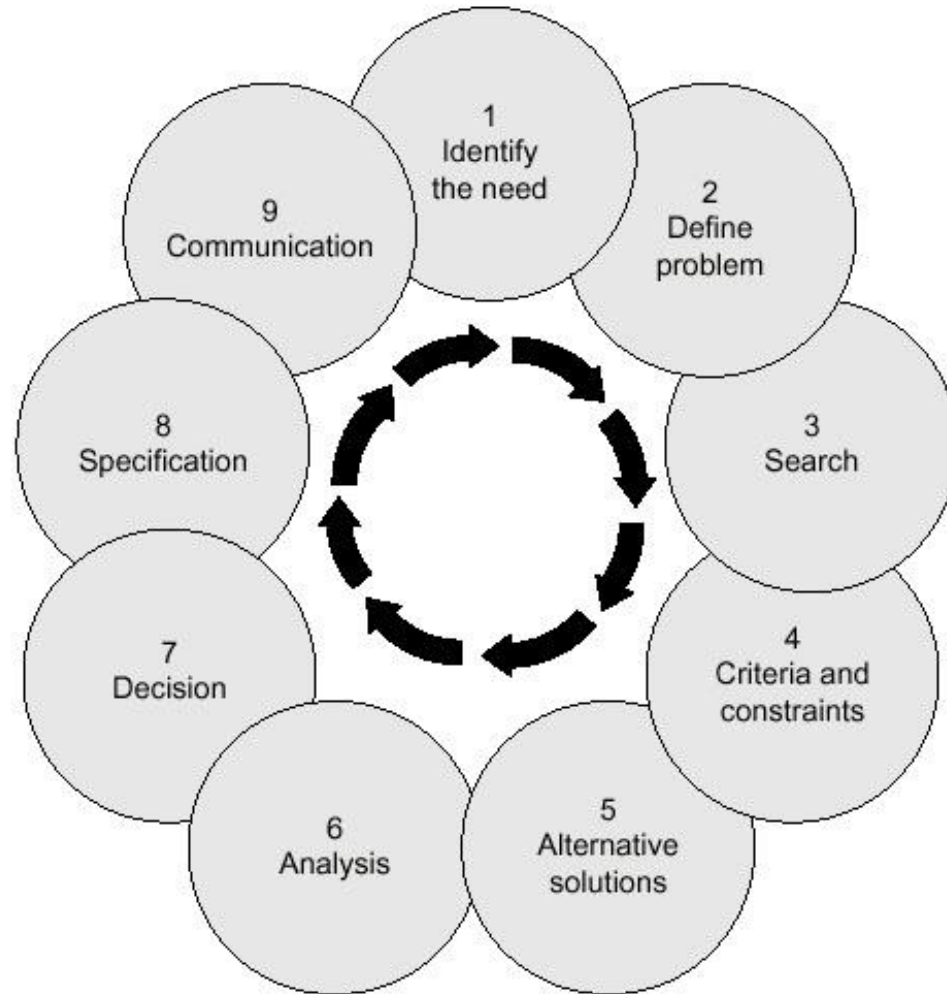 1
Identify
the need
2
Define
problem
3
Search
4
Criteria and
constraints
5
Alternative
solutions
6
Analysis
7
Decision
8
Specification
9
Communication